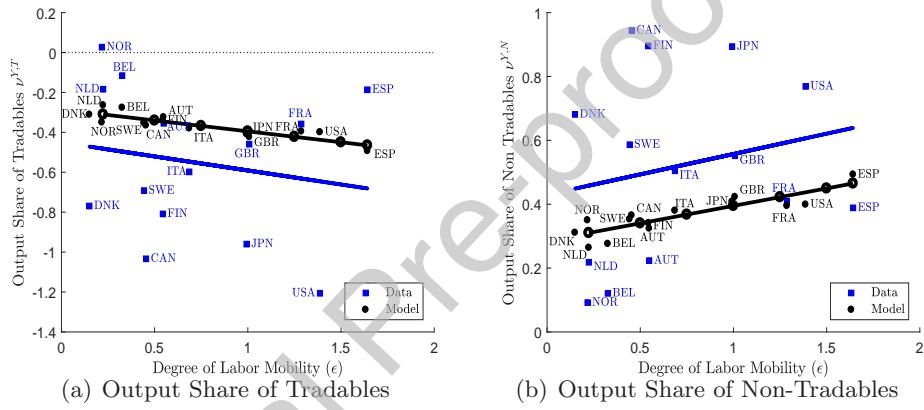 0.2
0
-0.2
-0.4
-0.6
-0.8
-1
-1.2
-1.4
Output Share of Tradables ν^{Y,T}
NOR
BEL
NLD
ESP
NLD
BEL
DNK
AUT
FIN
FRA
NOR
SWE
CAN
AUT
ITA
JPN
FRA
USA
GBR
GBR
ESP
ITA
SWE
DNK
FIN
JPN
CAN
USA
Data
Model
0 0.5 1 1.5 2
Degree of Labor Mobility (ϵ)
(a) Output Share of Tradables
1
0.8
0.6
0.4
0.2
0
Output Share of Non Tradables ν^{Y,N}
CAN
FIN
JPN
USA
DNK
SWE
GBR
ITA
ESP
FRA
NOR
CAN
ITA
GBR
SWE
JPN
FIN
FRA
USA
ESP
DNK
AUT
BEL
NLD
NLD
AUT
BEL
NOR
Data
Model
0 0.5 1 1.5 2
Degree of Labor Mobility (ϵ)
(b) Output Share of Non-Tradables
al Pre-proo